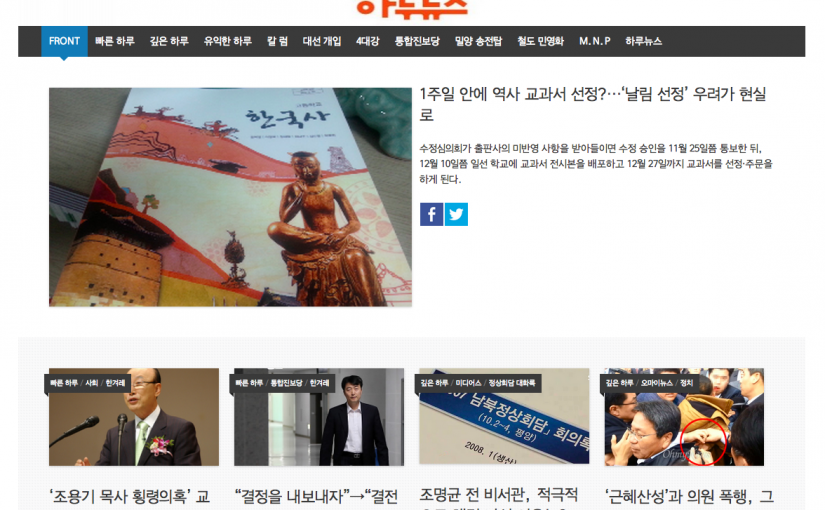 하루뉴스
FRONT 빠른 하루 깊은 하루 유익한 하루 칼 럼 대선 개입 4대강 통합진보당 밀양 송전탑 철도 민영화 M.N.P 하루뉴스
한국사
1주일 안에 역사 교과서 선정?…‘날림 선정’ 우려가 현실
로
수정심의회가 출판사의 미반영 사항을 받아들이면 수정 승인을 11월 25일쯤 통보한 뒤,
12월 10일쯤 일선 학교에 교과서 전시본을 배포하고 12월 27일까지 교과서를 선정·주문을
하게 된다.
빠른 하루 / 사회 / 한겨레
‘조용기 목사 횡령의혹’ 교
빠른 하루 / 통합진보당 / 한겨레
“결정을 내보내자”→“결전
깊은 하루 / 미디어스 / 정상회담 대화록
남북정상회담」 회의록
(10.2~4, 평양)
2008. 1(생산)
조명균 전 비서관, 적극적
깊은 하루 / 오마이뉴스 / 정치
‘근혜산성’과 의원 폭행, 그